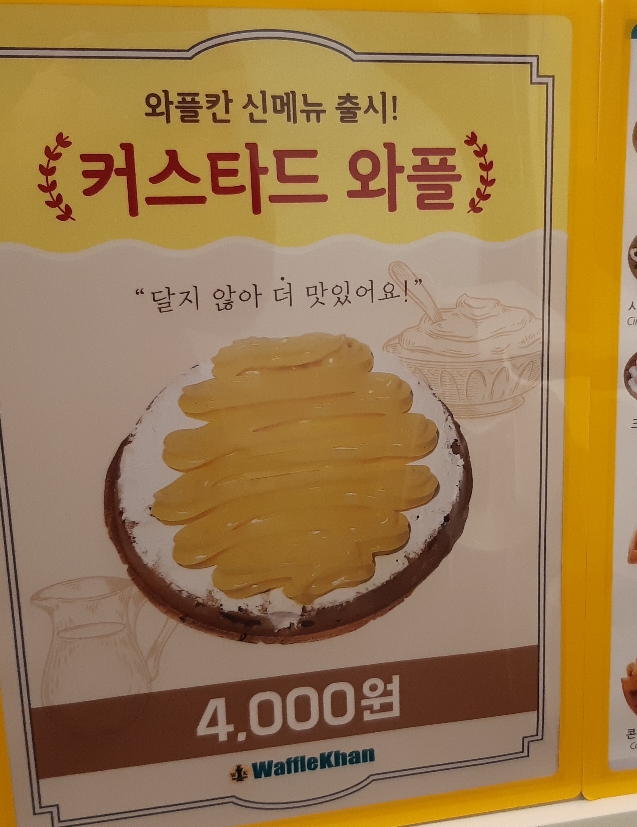 와플칸 신메뉴 출시!
커스타드 와플
“달지 않아 더 맛있어요!”
4,000원
WaffleKhan